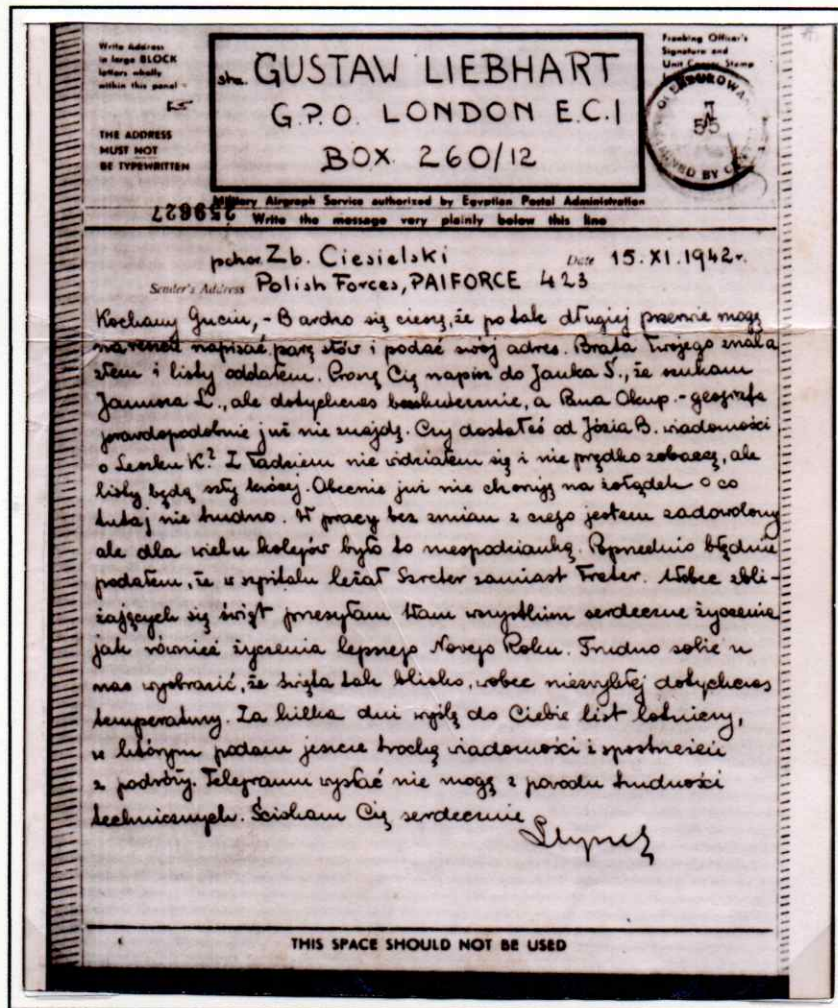 Write Address
in large BLOCK
letters wholly
within this panel
THE ADDRESS
MUST NOT
BE TYPEWRITTEN
GUSTAW LIEBHART
G.P.O. LONDON E.C.1
BOX 260/12
Franking Officer's
Signature and
Unit Censor Stamp
Military Airgraph Service authorized by Egyptian Postal Administration
259627
Write the message very plainly below this line
pchor. Zb. Ciesielski Date 15.XI.1942r.
Sender's Address Polish Forces, PAIFORCE 423
Kochany Guciu, - Bardzo się cieszę, że po tak długiej przerwie mogę
nareszcie napisać parę słów i podać swój adres. Brata Twojego znala
złem i listy oddałem. Proszę Cię napisz do Janka S., że szukam
Janusza L., ale dotychczas bezskutecznie, a Pana Okup. - geografa
prawdopodobnie już nie znajdę. Czy dostałeś od Józia B. wiadomości
o Leszku K? Z Tadziem nie widziałem się i nie prędko zobaczę, ale
listy będą szły krócej. Obecnie już nie choruję na żołądek o co
tutaj nie trudno. W pracy bez zmian z czego jestem zadowolony
ale dla wielu kolegów było to niespodzianką. Poprzednio błędnie
podałem, że w szpitalu leżał Szreter zamiast Freter. Wobec zbli-
żających się świąt przesyłam Wam wszystkim serdeczne życzenia
jak również życzenia lepszego Nowego Roku. Trudno sobie u
nas wyobrazić, że święta tak blisko, wobec niezwykłej dotychczas
temperatury. Za kilka dni wyślę do Ciebie list lotniczy,
w którym podam jeszcze trochę wiadomości i spostrzeżeń
z podróży. Telegramu wysłać nie mogę z powodu trudności
technicznych. Ściskam Cię serdecznie
THIS SPACE SHOULD NOT BE USED